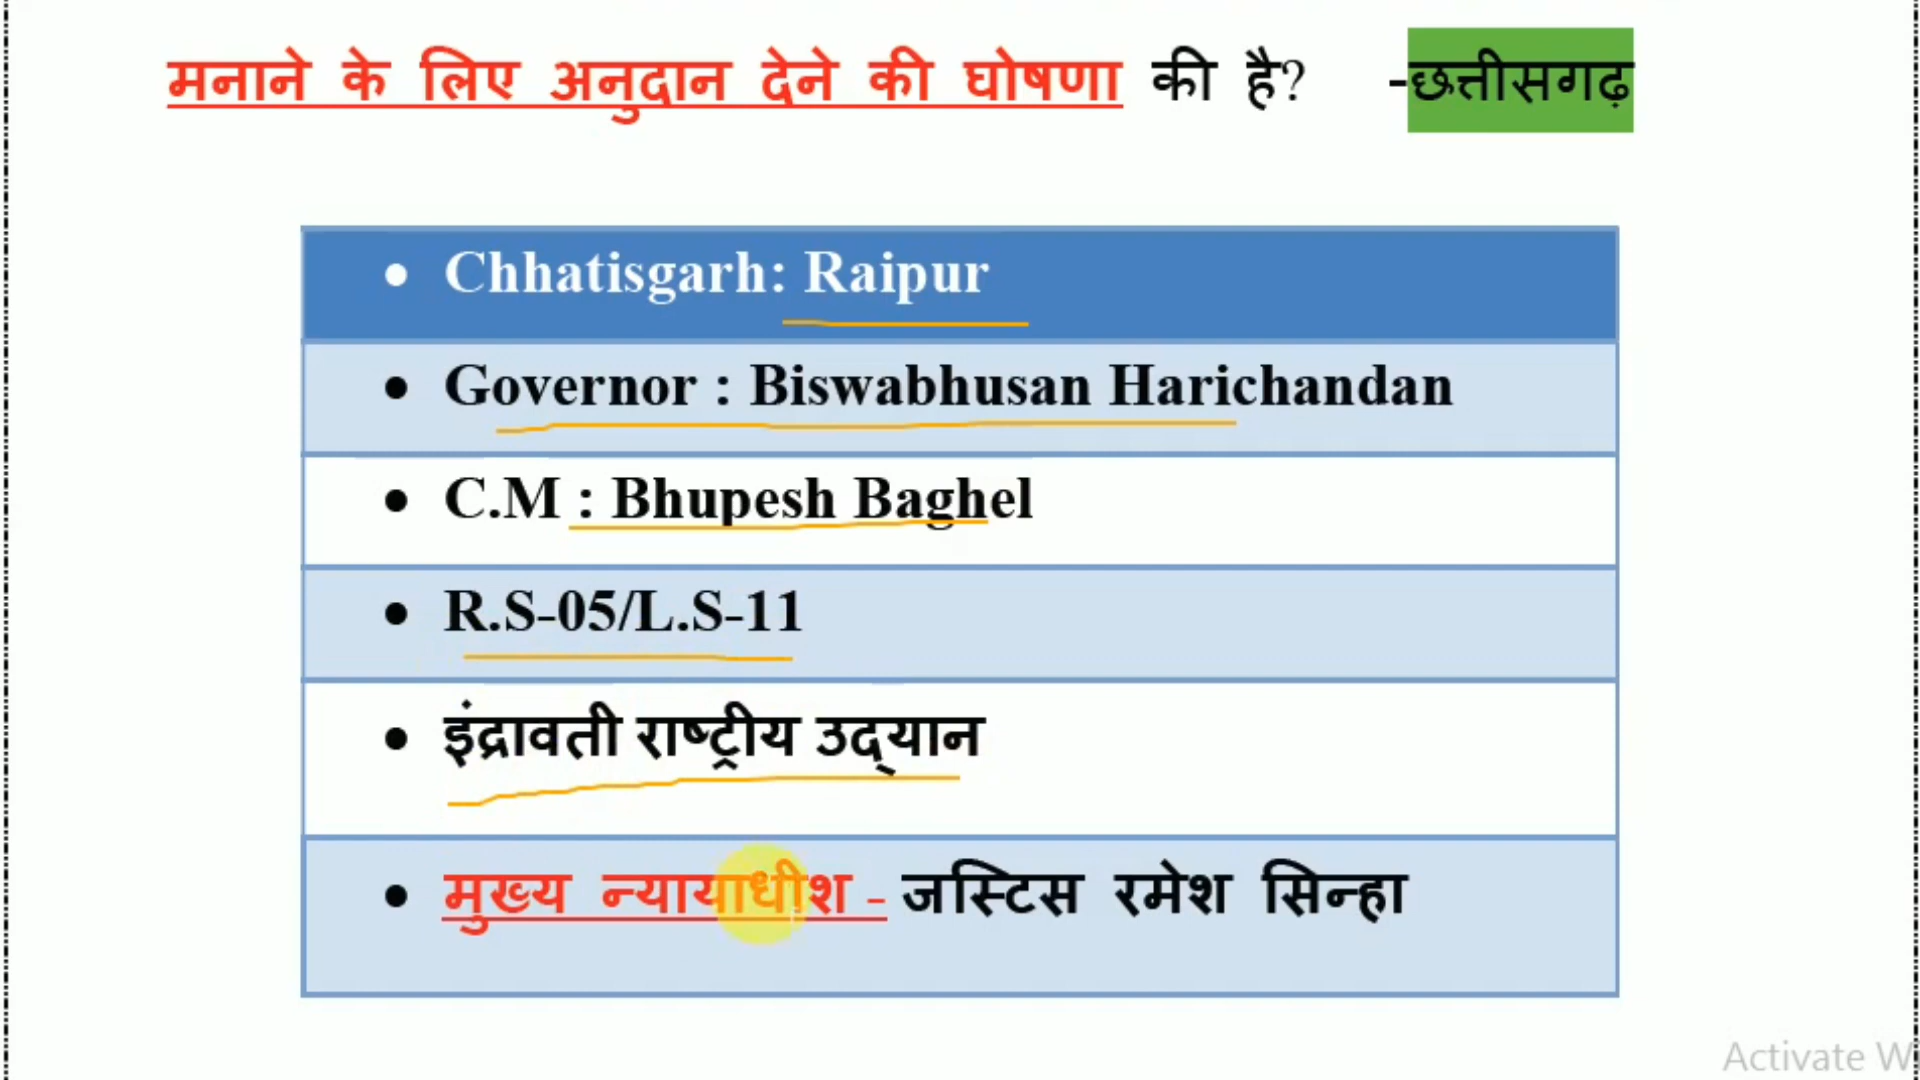 मनाने के लिए अनुदान देने की घोषणा की है? -छत्तीसगढ़
• Chhatisgarh: Raipur
• Governor : Biswabhusan Harichandan
• C.M : Bhupesh Baghel
• R.S-05/L.S-11
• इंद्रावती राष्ट्रीय उद्यान
• मुख्य न्यायाधीश - जस्टिस रमेश सिन्हा
Activate